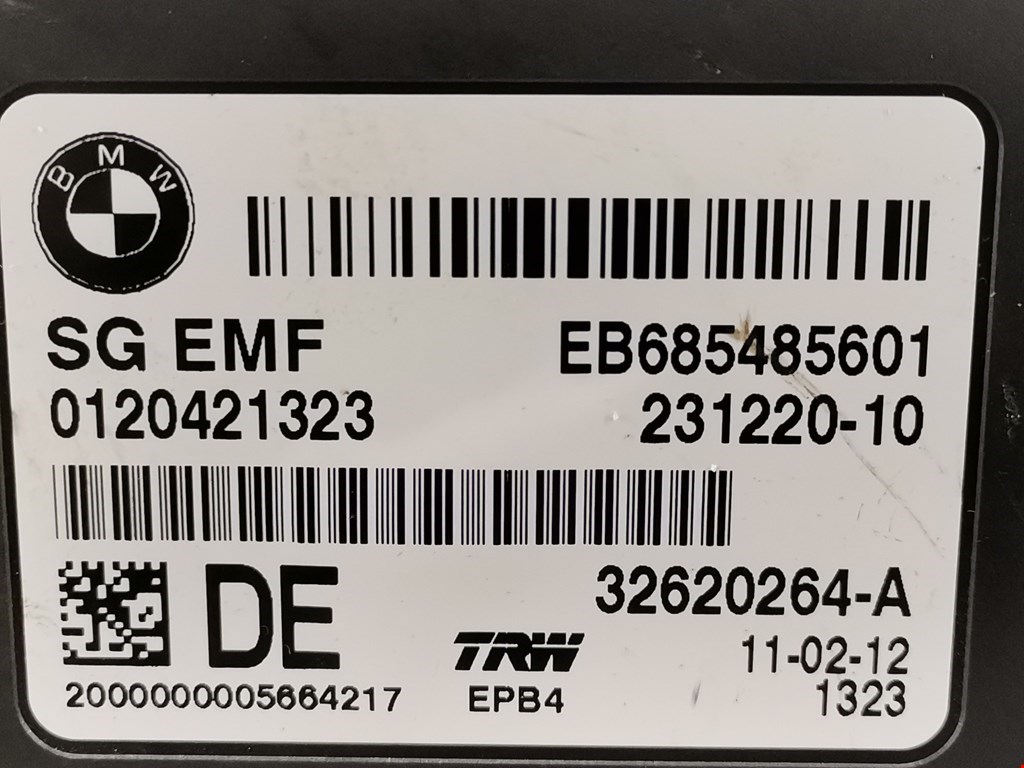 BMW
SG EMF EB685485601
0120421323 231220-10
DE 32620264-A
TRW 11-02-12
2000000005664217 EPB4 1323